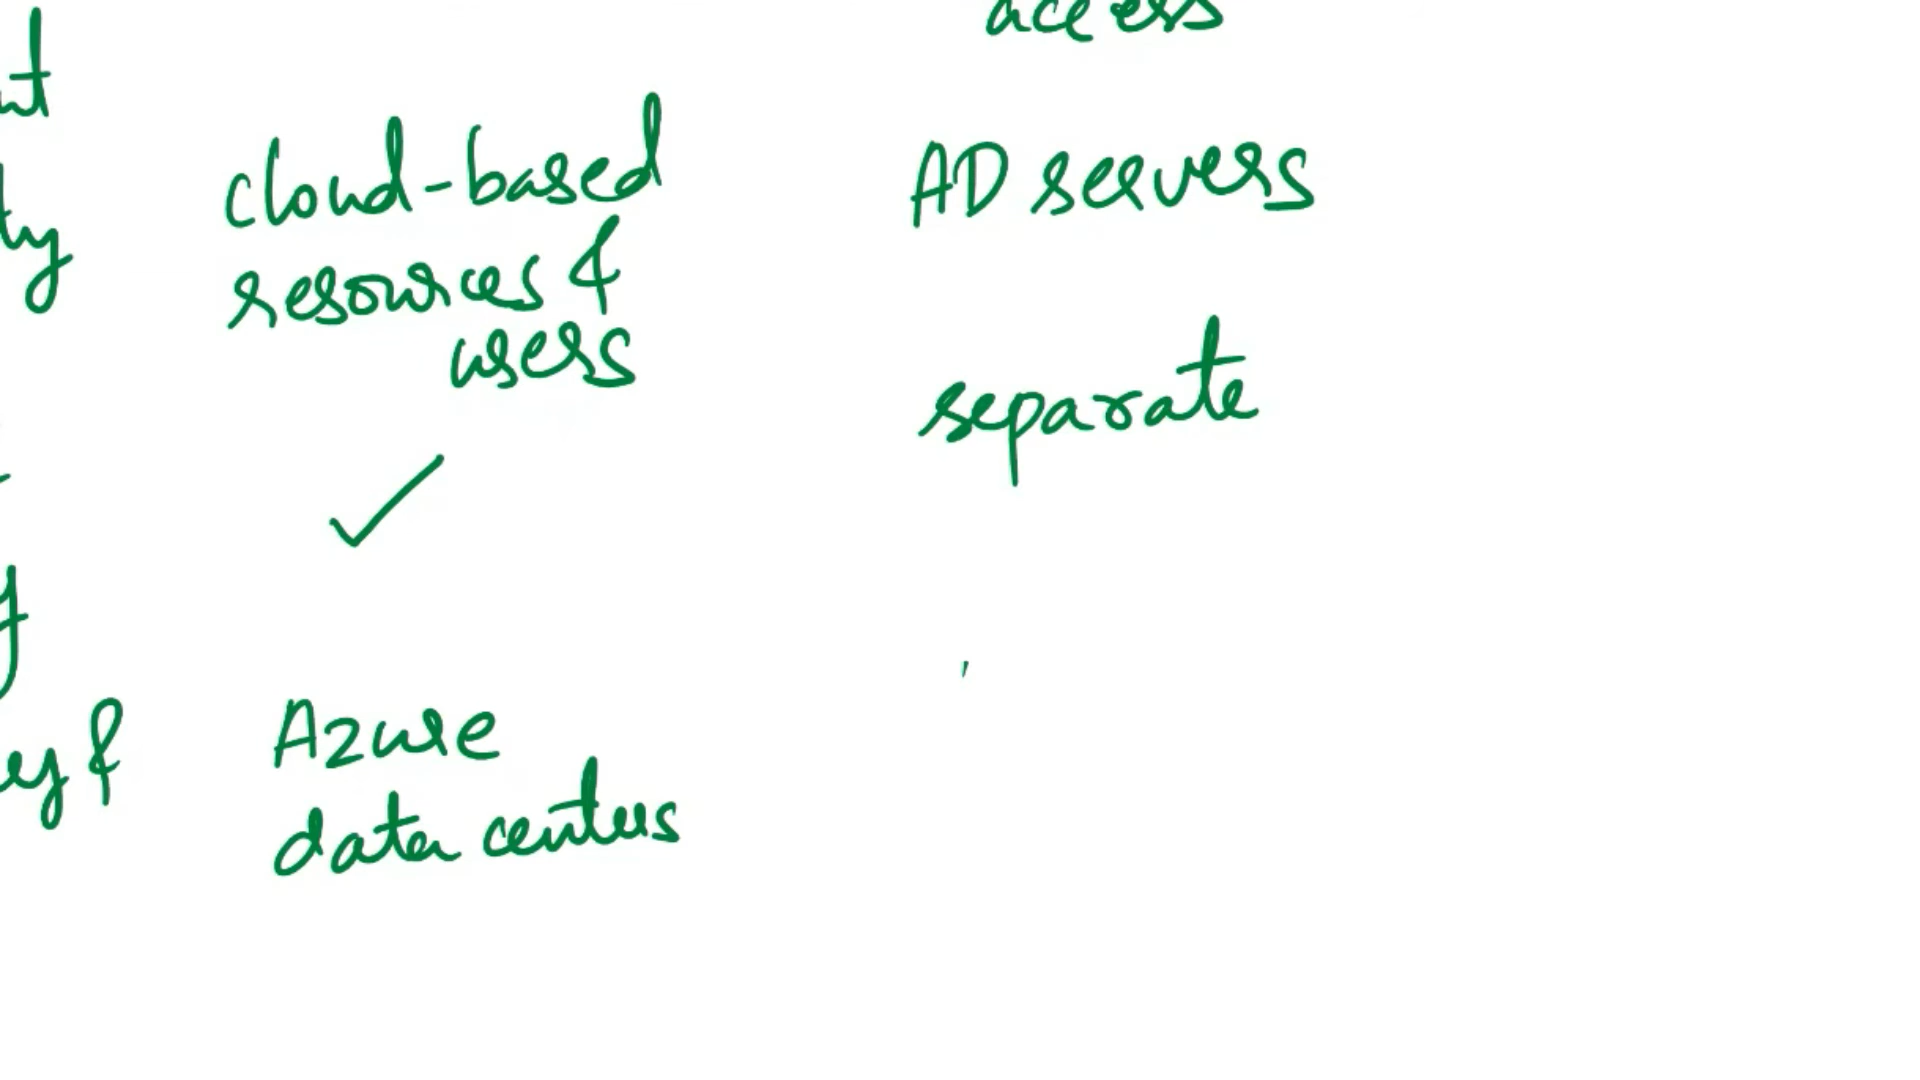 access
cloud-based
resources &
users
AD servers
separate
✓
Azure
data centers